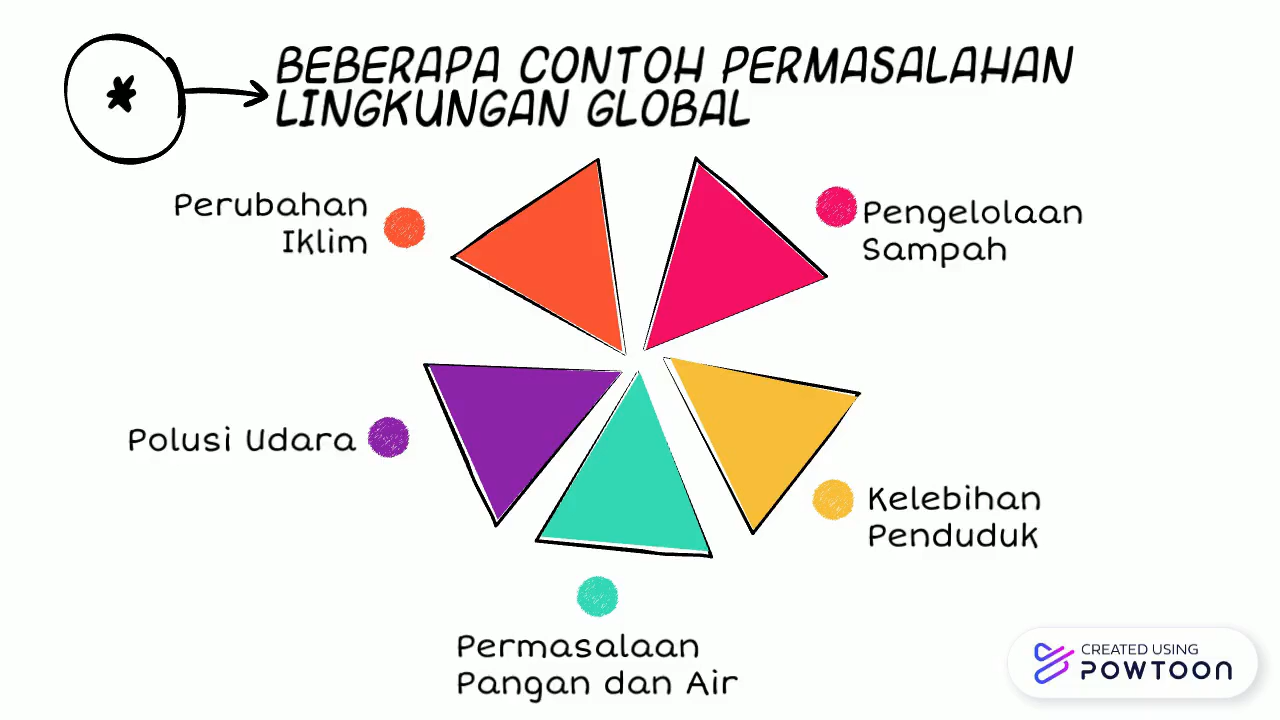 *
BEBERAPA CONTOH PERMASALAHAN
LINGKUNGAN GLOBAL
Perubahan
Iklim
Pengelolaan
Sampah
Polusi Udara
Kelebihan
Penduduk
Permasalaan
Pangan dan Air
CREATED USING
POWTOON